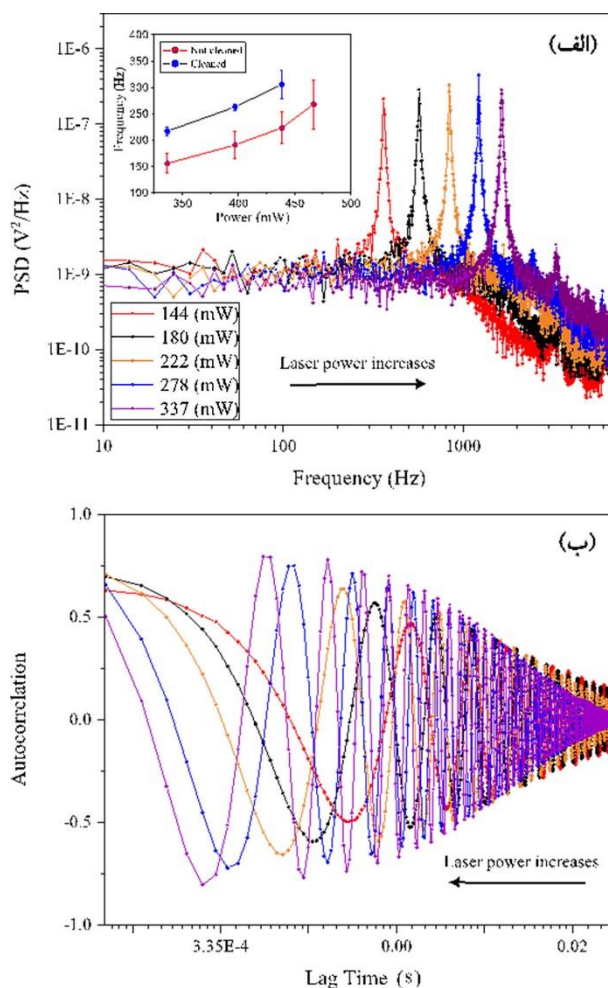 (الف)
1E-6
1E-7
1E-8
1E-9
1E-10
1E-11
PSD (V²/Hz)
Not cleaned
Cleaned
Frequency (Hz)
400
350
300
250
200
150
100
350 400 450 500
Power (mW)
144 (mW)
180 (mW)
222 (mW)
278 (mW)
337 (mW)
Laser power increases
10 100 1000
Frequency (Hz)
(ب)
1.0
0.5
0.0
-0.5
-1.0
Autocorrelation
Laser power increases
3.35E-4 0.00 0.02
Lag Time (s)